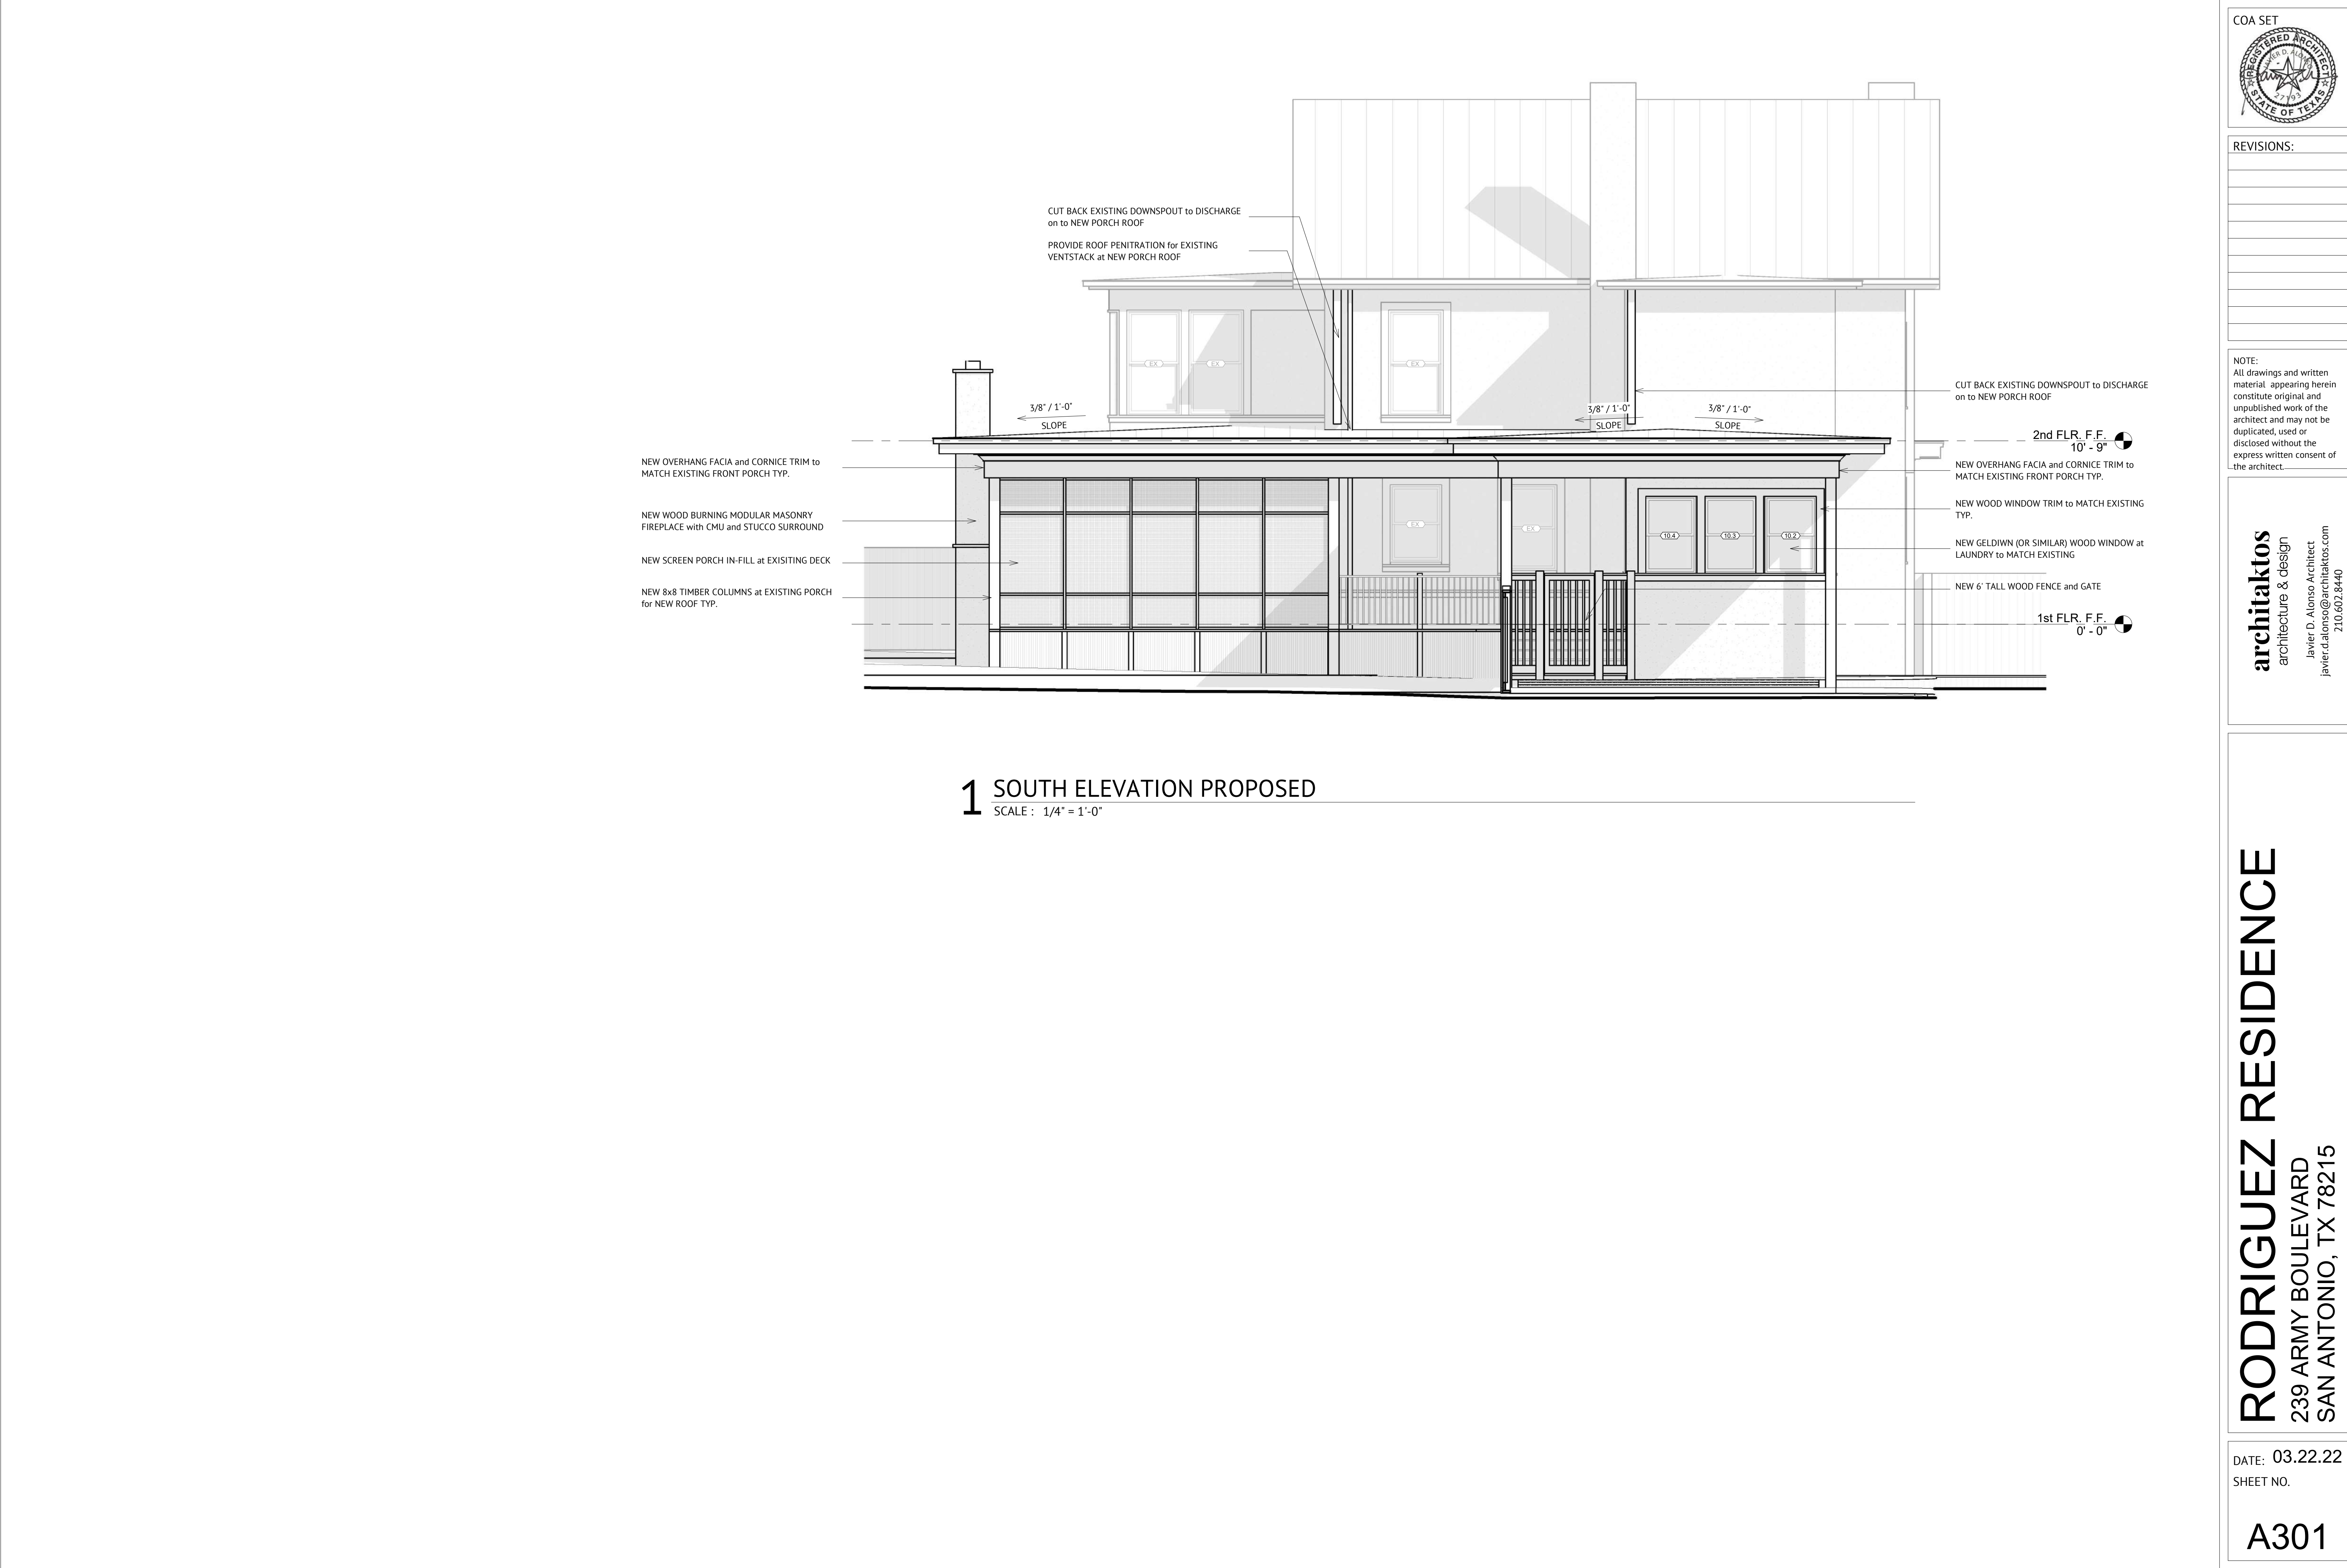 CUT BACK EXISTING DOWNSPOUT to DISCHARGE
on to NEW PORCH ROOF
PROVIDE ROOF PENITRATION for EXISTING
VENTSTACK at NEW PORCH ROOF
EX
EX
EX
3/8" / 1'-0"
SLOPE
3/8" / 1'-0"
SLOPE
3/8" / 1'-0"
SLOPE
NEW OVERHANG FACIA and CORNICE TRIM to
MATCH EXISTING FRONT PORCH TYP.
NEW WOOD BURNING MODULAR MASONRY
FIREPLACE with CMU and STUCCO SURROUND
NEW SCREEN PORCH IN-FILL at EXISITING DECK
NEW 8x8 TIMBER COLUMNS at EXISTING PORCH
for NEW ROOF TYP.
EX
EX
10.4
10.3
10.2
CUT BACK EXISTING DOWNSPOUT to DISCHARGE
on to NEW PORCH ROOF
2nd FLR. F.F.
10' - 9"
NEW OVERHANG FACIA and CORNICE TRIM to
MATCH EXISTING FRONT PORCH TYP.
NEW WOOD WINDOW TRIM to MATCH EXISTING
TYP.
NEW GELDIWN (OR SIMILAR) WOOD WINDOW at
LAUNDRY to MATCH EXISTING
NEW 6' TALL WOOD FENCE and GATE
1st FLR. F.F.
0' - 0"
1
SOUTH ELEVATION PROPOSED
SCALE : 1/4" = 1'-0"
COA SET
REGISTERED ARCHITECT
JAVIER D. ALONSO
27193
STATE OF TEXAS
REVISIONS:
NOTE:
All drawings and written
material appearing herein
constitute original and
unpublished work of the
architect and may not be
duplicated, used or
disclosed without the
express written consent of
the architect.
architaktos
architecture & design
Javier D. Alonso Architect
javier.d.alonso@architaktos.com
210.602.8440
RODRIGUEZ RESIDENCE
239 ARMY BOULEVARD
SAN ANTONIO, TX 78215
DATE: 03.22.22
SHEET NO.
A301